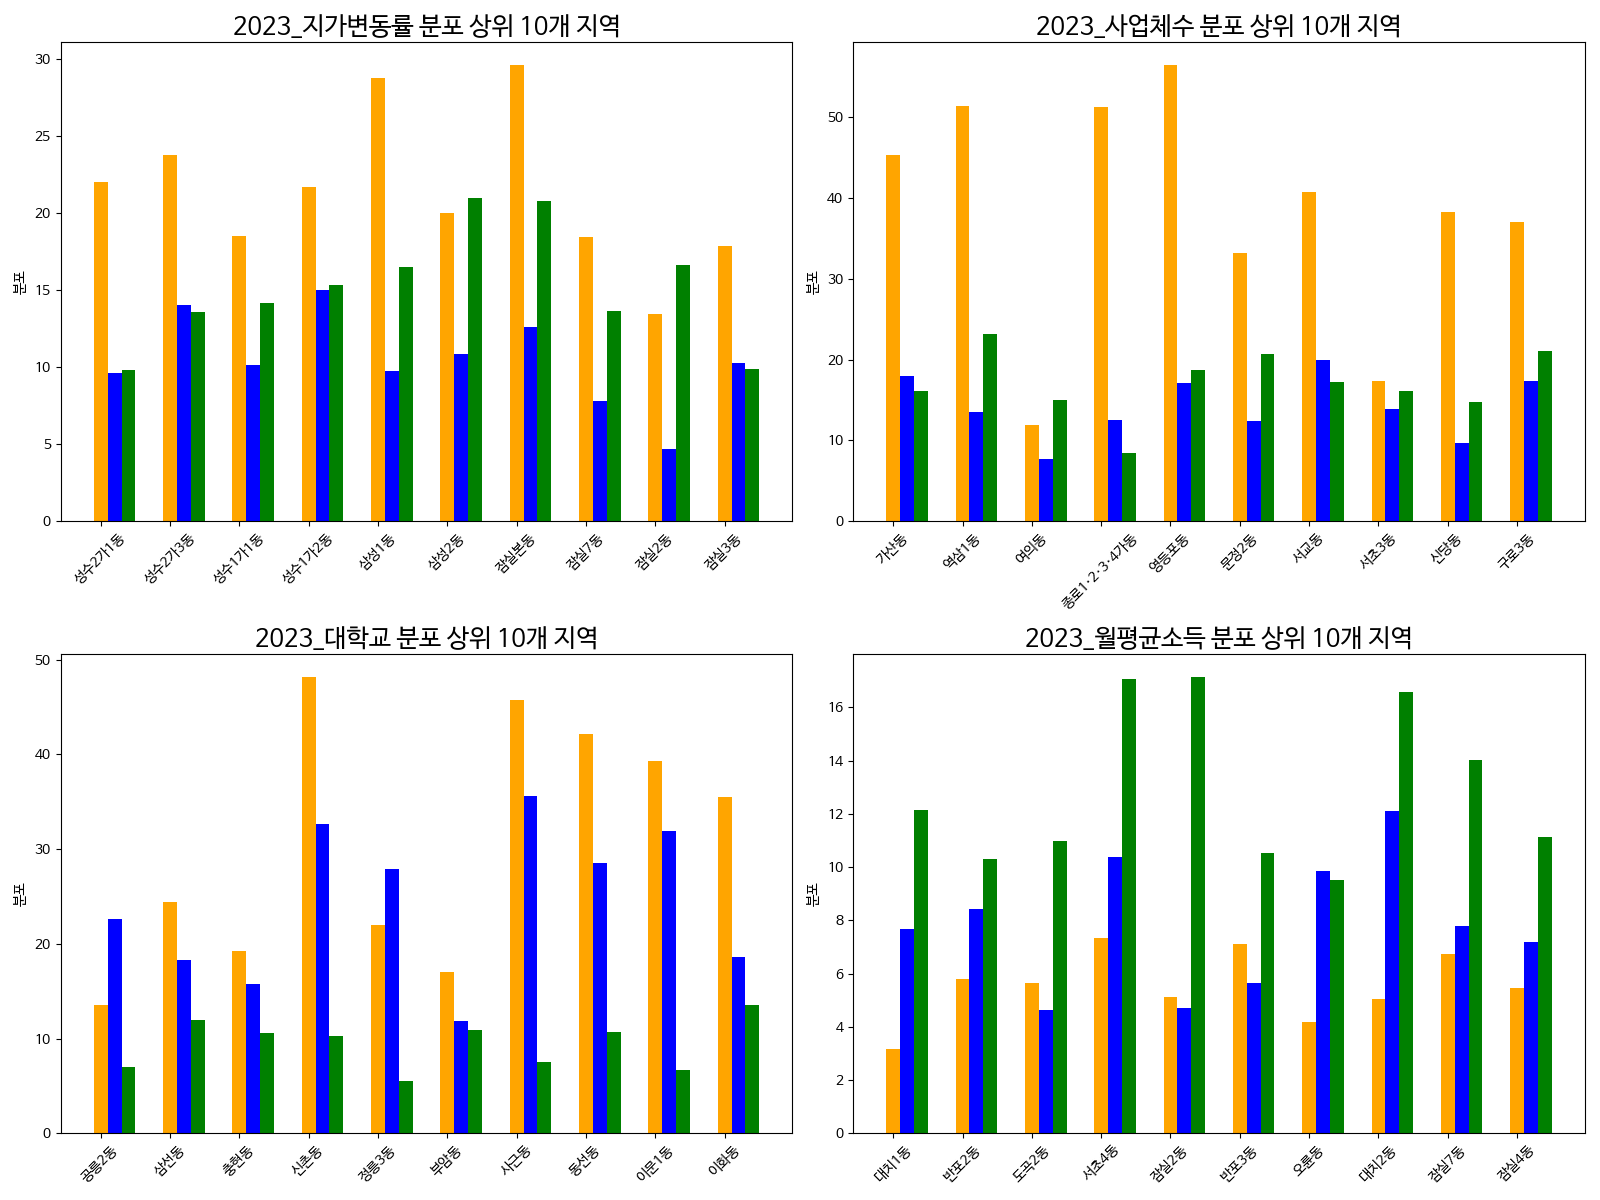 2023_지가변동률 분포 상위 10개 지역
30
25
20
15
10
5
0
분포
성수2가1동
성수2가3동
성수1가1동
성수1가2동
삼성1동
삼성2동
잠실본동
잠실7동
잠실2동
잠실3동
2023_사업체수 분포 상위 10개 지역
50
40
30
20
10
0
분포
가산동
역삼1동
여의동
종로1·2·3·4가동
영등포동
문정2동
서교동
서초3동
신당동
구로3동
2023_대학교 분포 상위 10개 지역
50
40
30
20
10
0
분포
공릉2동
삼선동
충현동
신촌동
정릉3동
부암동
사근동
동선동
이문1동
이화동
2023_월평균소득 분포 상위 10개 지역
16
14
12
10
8
6
4
2
0
분포
대치1동
반포2동
도곡2동
서초4동
잠실2동
반포3동
오륜동
대치2동
잠실7동
잠실4동